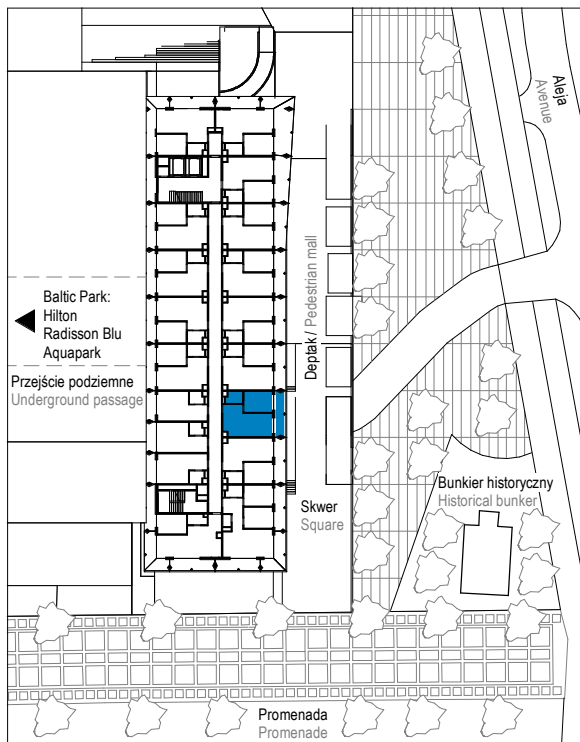 Aleja
Avenue
Baltic Park:
Hilton
Radisson Blu
Aquapark
Przejście podziemne
Underground passage
Deptak / Pedestrian mall
Bunkier historyczny
Historical bunker
Skwer
Square
Promenada
Promenade